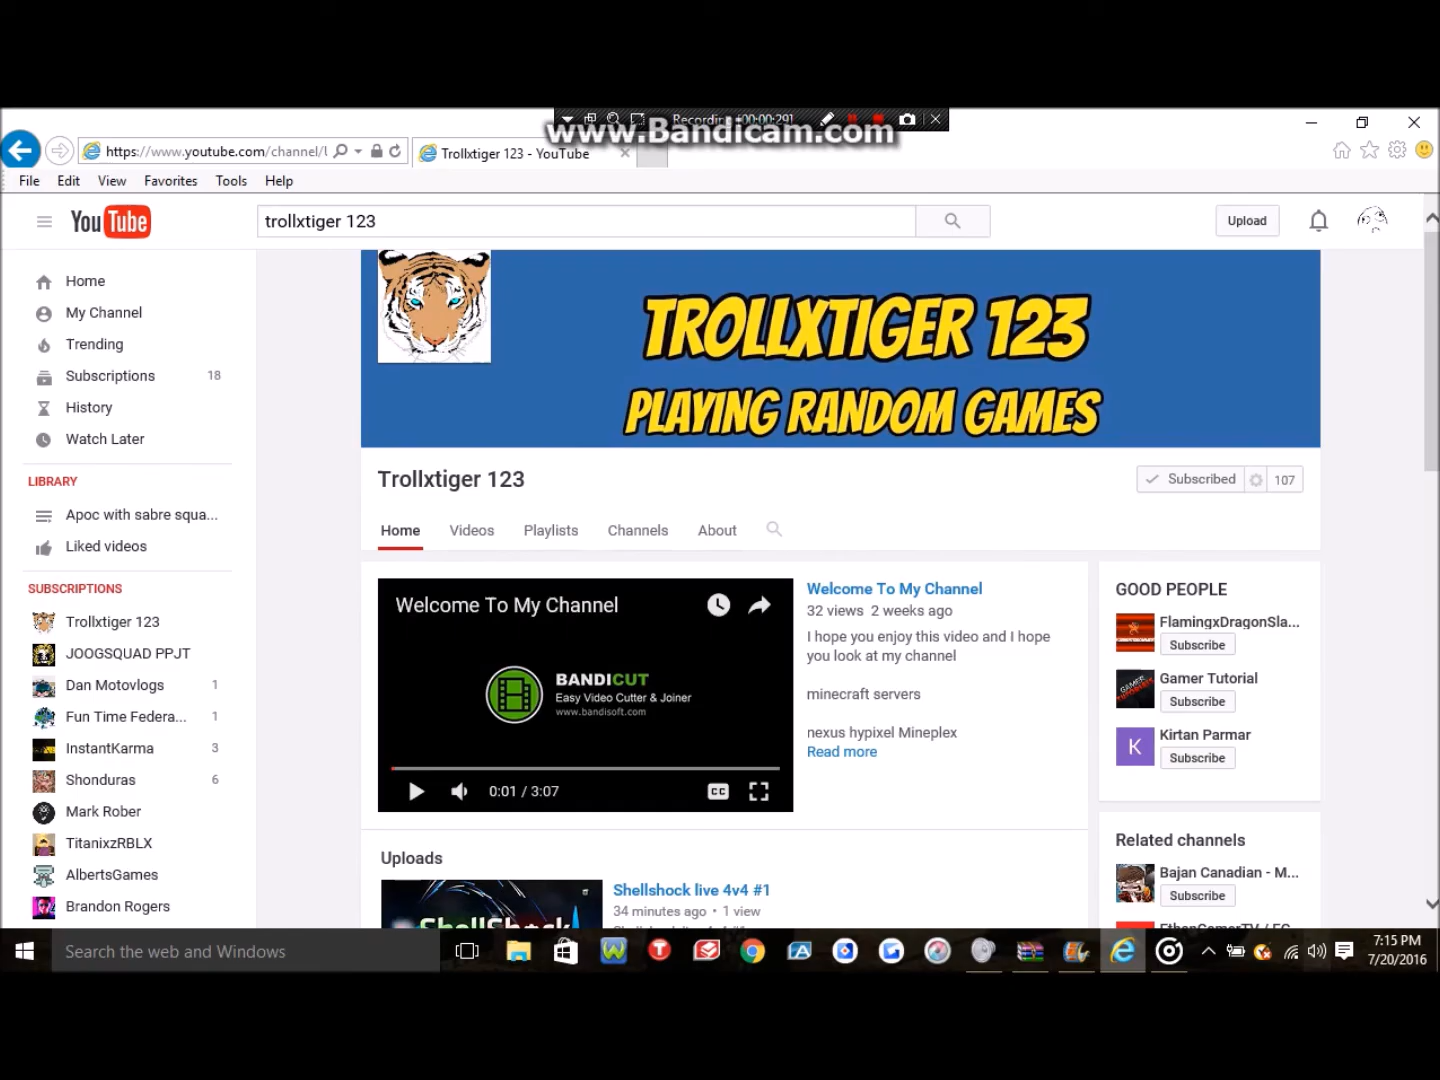 Recording [00:00:29]
www.Bandicam.com
https://www.youtube.com/channel/l
Trollxtiger 123 - YouTube
File Edit View Favorites Tools Help
YouTube
trollxtiger 123
Upload
Home
My Channel
Trending
Subscriptions 18
History
Watch Later
LIBRARY
Apoc with sabre squa...
Liked videos
SUBSCRIPTIONS
Trollxtiger 123
JOOGSQUAD PPJT
Dan Motovlogs 1
Fun Time Federa... 1
InstantKarma 3
Shonduras 6
Mark Rober
TitanixzRBLX
AlbertsGames
Brandon Rogers
TROLLXTIGER 123
PLAYING RANDOM GAMES
Trollxtiger 123
Subscribed 107
Home Videos Playlists Channels About
Welcome To My Channel
BANDICUT
Easy Video Cutter & Joiner
www.bandisoft.com
0:01 / 3:07
CC
Welcome To My Channel
32 views 2 weeks ago
I hope you enjoy this video and I hope
you look at my channel
minecraft servers
nexus hypixel Mineplex
Read more
Uploads
ShellShock
Shellshock live 4v4 #1
34 minutes ago • 1 view
GOOD PEOPLE
FlamingxDragonSla...
Subscribe
GAMER
Gamer Tutorial
Subscribe
K
Kirtan Parmar
Subscribe
Related channels
Bajan Canadian - M...
Subscribe
Search the web and Windows
7:15 PM
7/20/2016